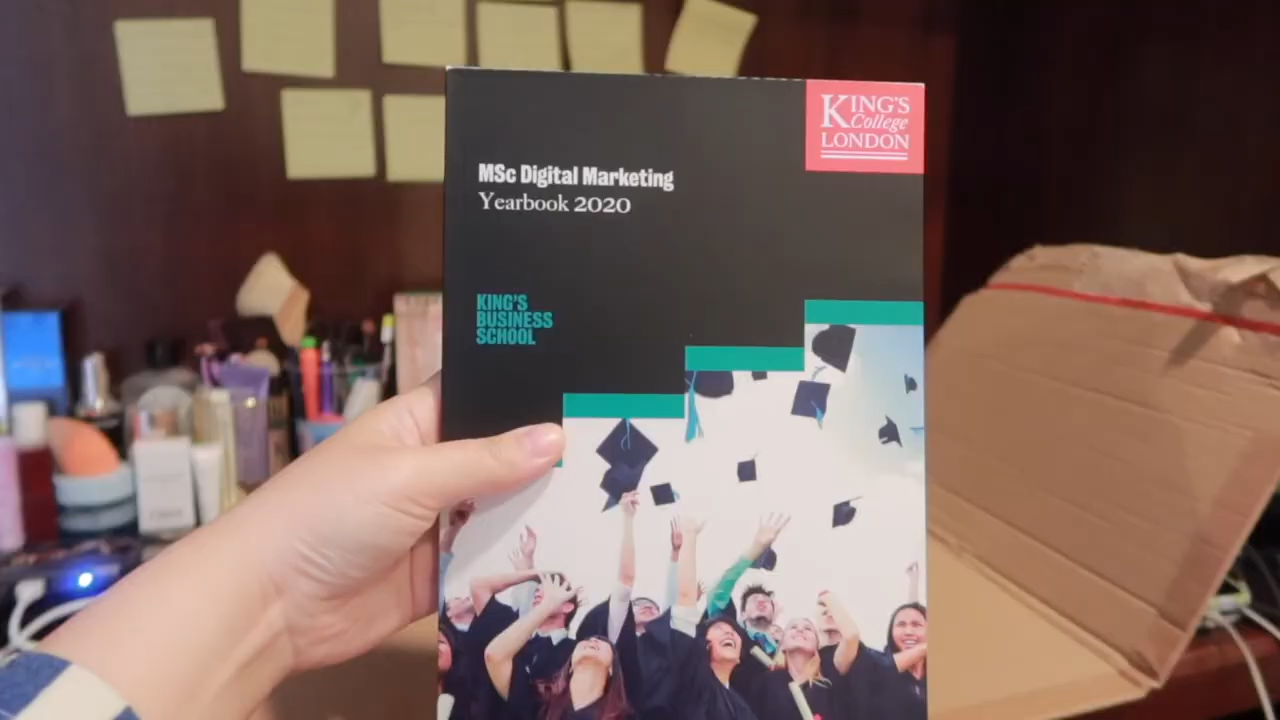 KING'S
College
LONDON
MSc Digital Marketing
Yearbook 2020
KING'S
BUSINESS
SCHOOL